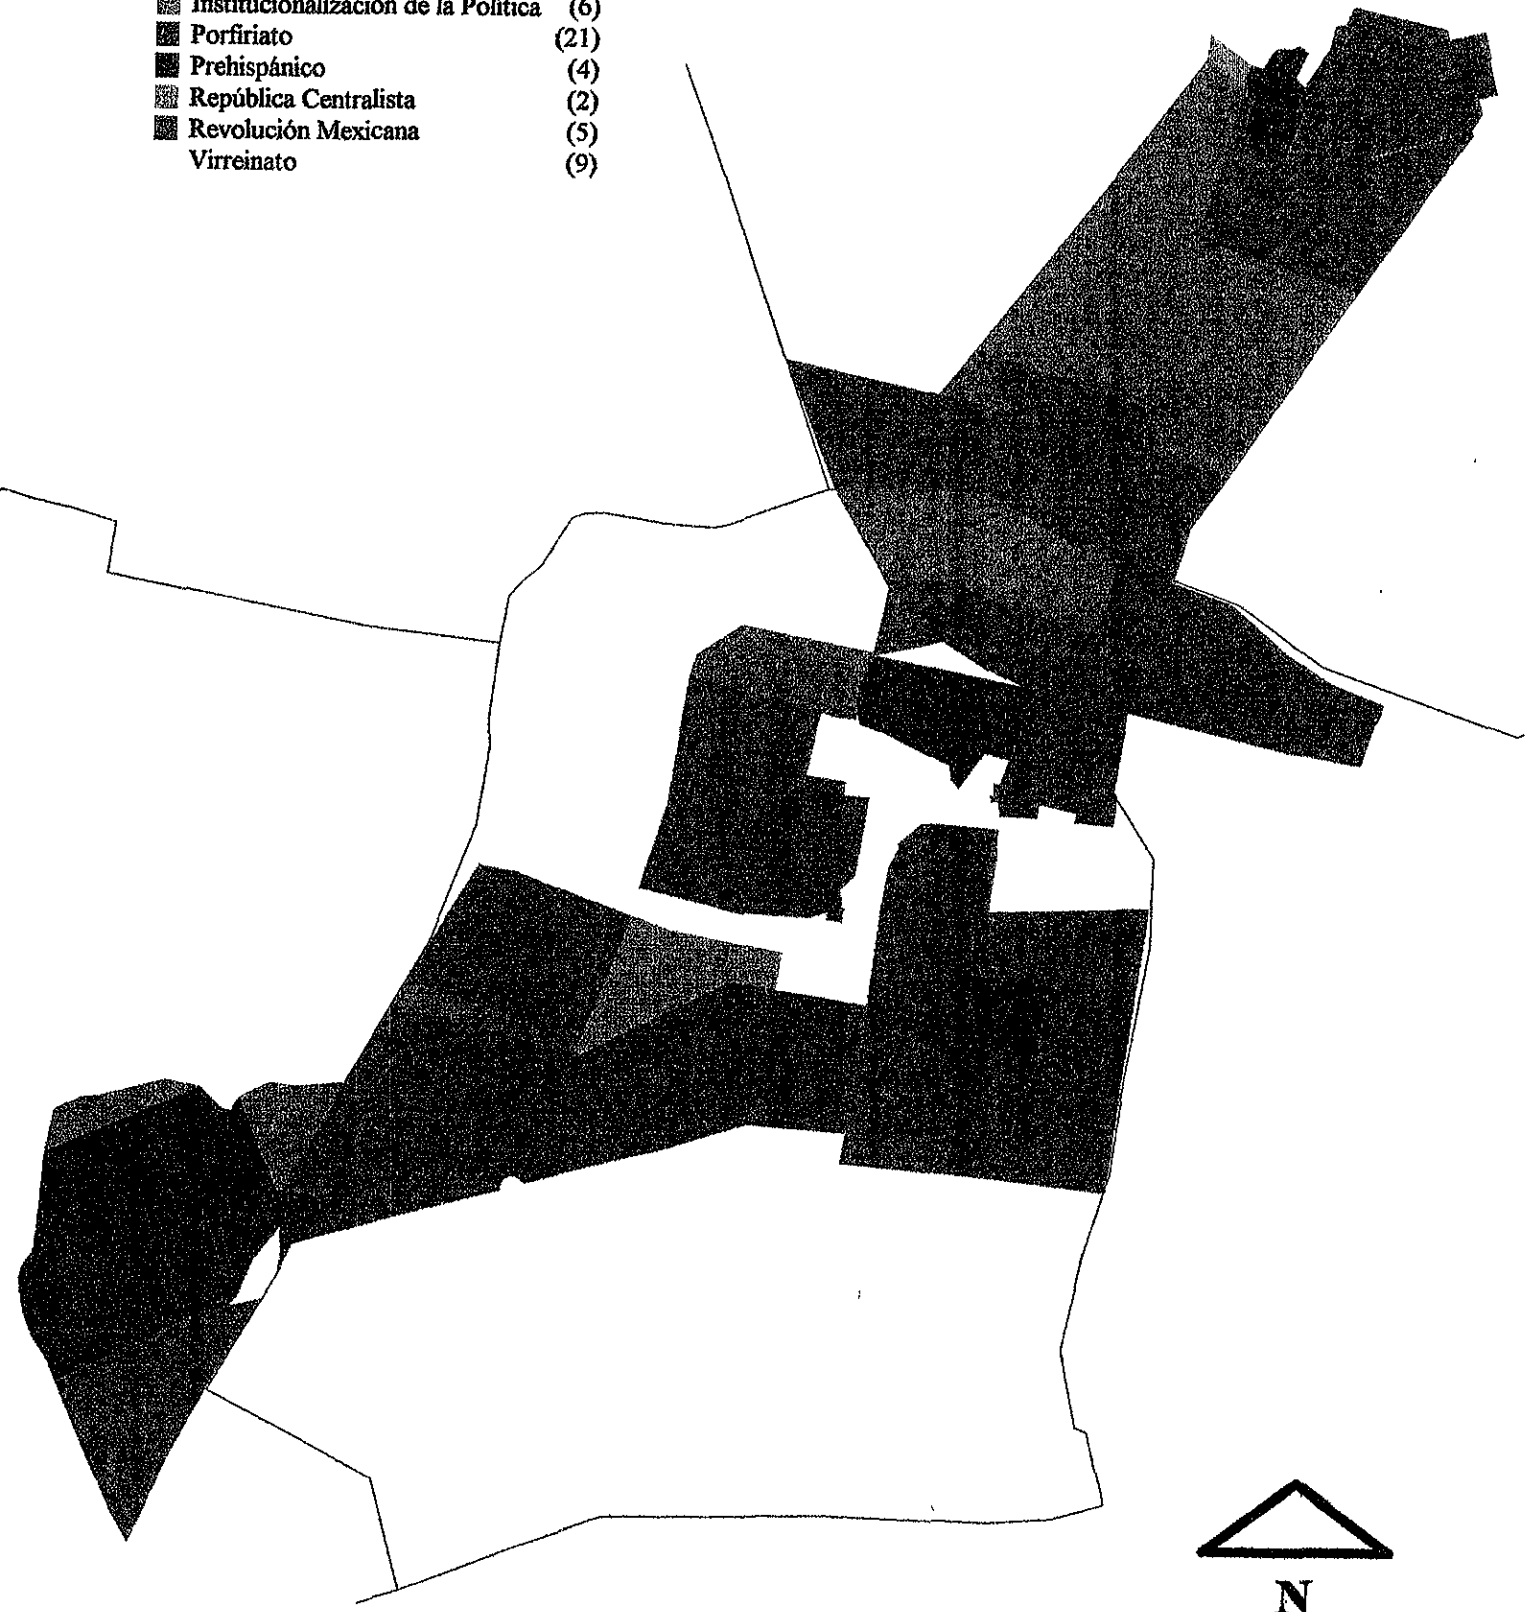 Institucionalización de la Política (6)
Porfiriato (21)
Prehispánico (4)
República Centralista (2)
Revolución Mexicana (5)
Virreinato (9)
N